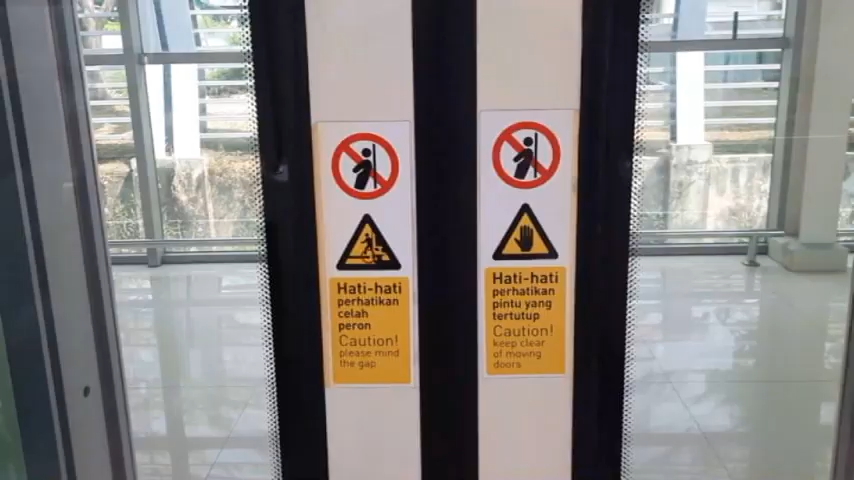 Hati-hati
perhatikan
celah
peron
Caution!
please mind
the gap
Hati-hati
perhatikan
pintu yang
tertutup
Caution!
keep clear
of moving
doors